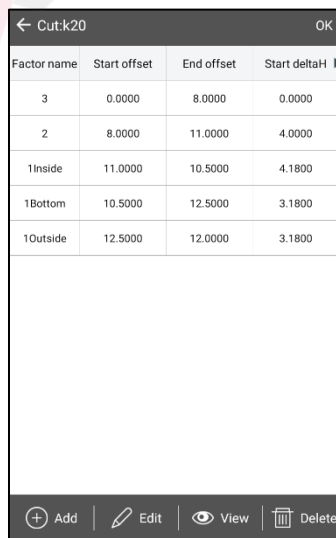 ← Cut:k20 OK
Factor name Start offset End offset Start deltaH
3 0.0000 8.0000 0.0000
2 8.0000 11.0000 4.0000
1Inside 11.0000 10.5000 4.1800
1Bottom 10.5000 12.5000 3.1800
1Outside 12.5000 12.0000 3.1800
Add Edit View Delete